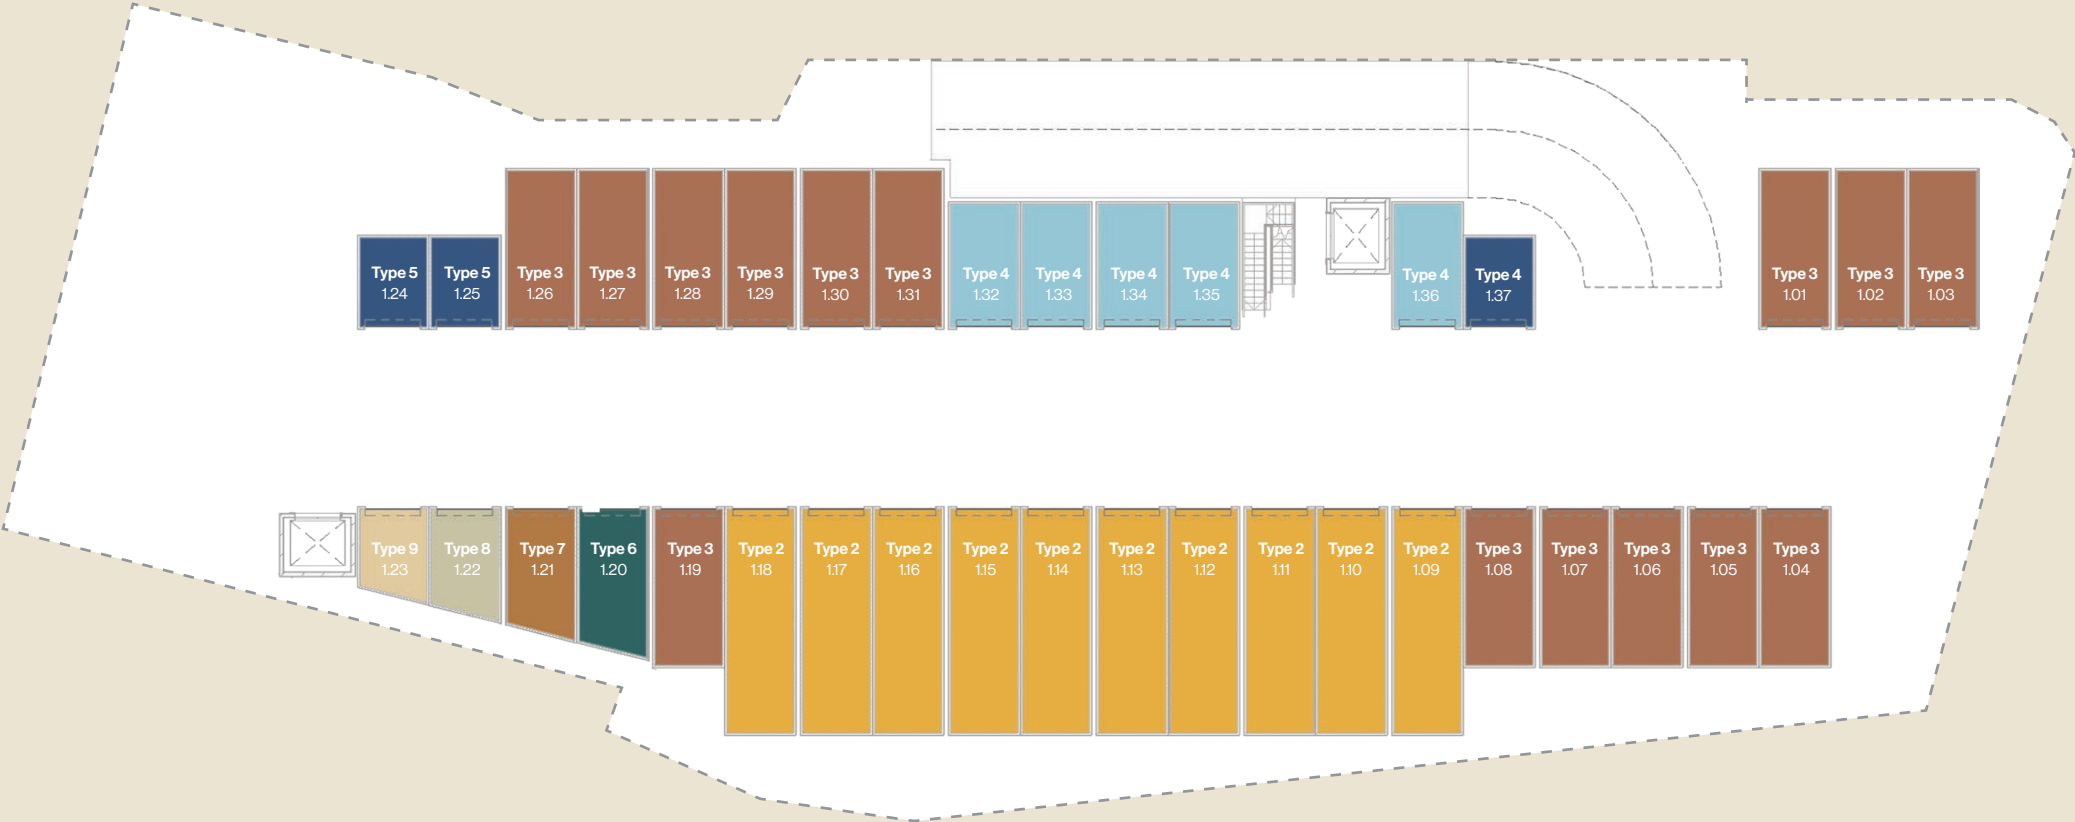 Type 5
1.24
Type 5
1.25
Type 3
1.26
Type 3
1.27
Type 3
1.28
Type 3
1.29
Type 3
1.30
Type 3
1.31
Type 4
1.32
Type 4
1.33
Type 4
1.34
Type 4
1.35
Type 4
1.36
Type 4
1.37
Type 3
1.01
Type 3
1.02
Type 3
1.03
Type 9
1.23
Type 8
1.22
Type 7
1.21
Type 6
1.20
Type 3
1.19
Type 2
1.18
Type 2
1.17
Type 2
1.16
Type 2
1.15
Type 2
1.14
Type 2
1.13
Type 2
1.12
Type 2
1.11
Type 2
1.10
Type 2
1.09
Type 3
1.08
Type 3
1.07
Type 3
1.06
Type 3
1.05
Type 3
1.04